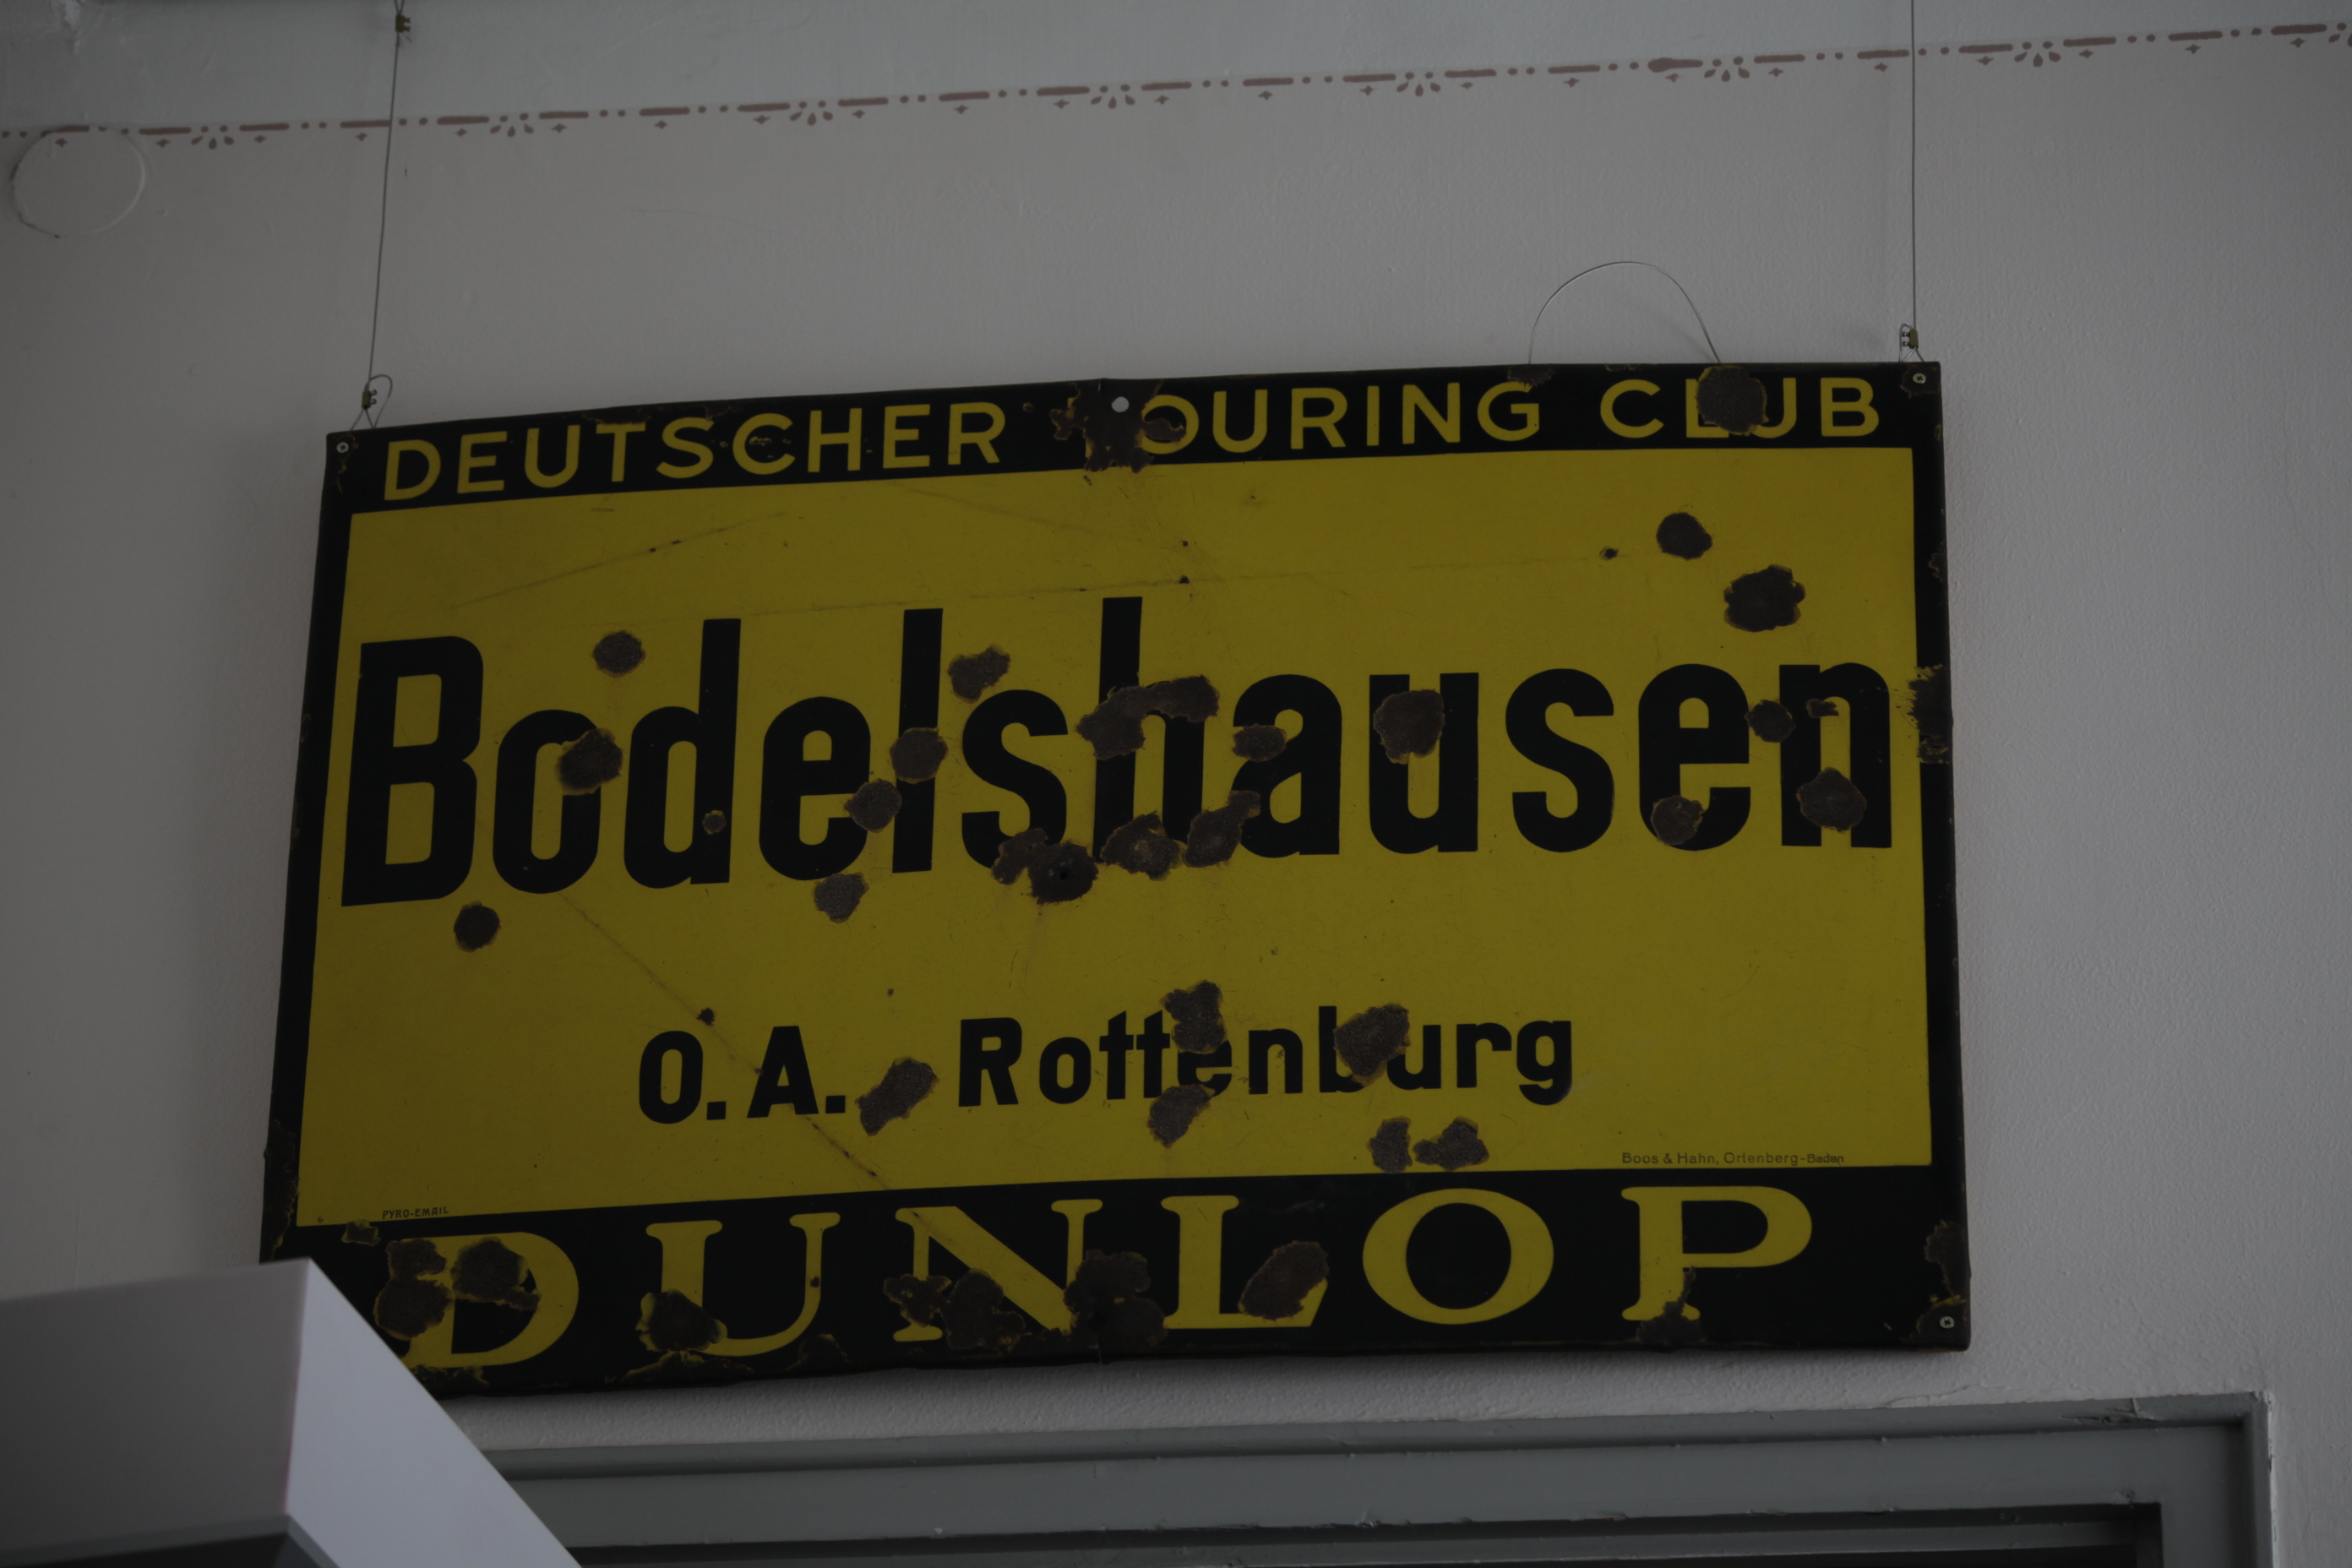 DEUTSCHER TOURING CLUB
Bodelshausen
O.A. Rottenburg
Boos & Hahn, Ortenberg-Baden
PYRO-EMAIL
DUNLOP